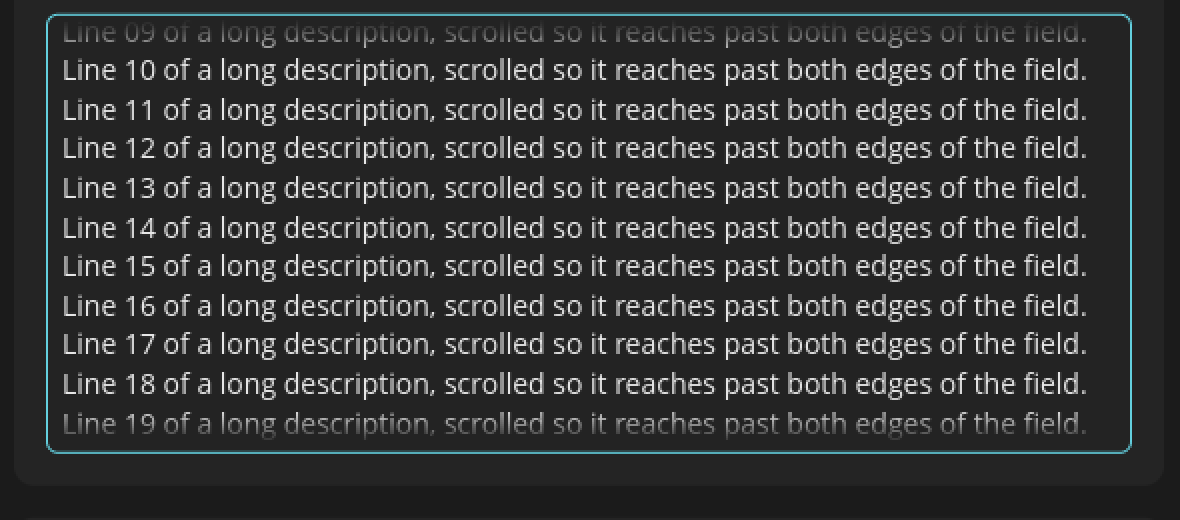 Line 09 of a long description, scrolled so it reaches past both edges of the field.
Line 10 of a long description, scrolled so it reaches past both edges of the field.
Line 11 of a long description, scrolled so it reaches past both edges of the field.
Line 12 of a long description, scrolled so it reaches past both edges of the field.
Line 13 of a long description, scrolled so it reaches past both edges of the field.
Line 14 of a long description, scrolled so it reaches past both edges of the field.
Line 15 of a long description, scrolled so it reaches past both edges of the field.
Line 16 of a long description, scrolled so it reaches past both edges of the field.
Line 17 of a long description, scrolled so it reaches past both edges of the field.
Line 18 of a long description, scrolled so it reaches past both edges of the field.
Line 19 of a long description, scrolled so it reaches past both edges of the field.